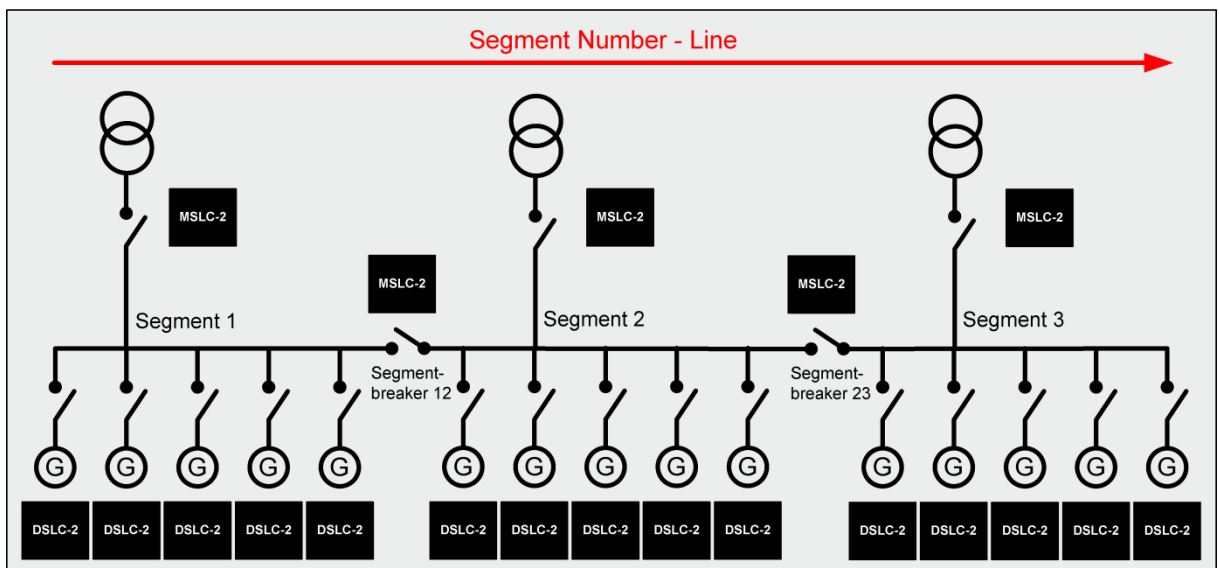 Segment Number - Line
MSLC-2
MSLC-2
MSLC-2
MSLC-2
MSLC-2
Segment 1
Segment 2
Segment 3
Segment-
breaker 12
Segment-
breaker 23
G G G G G G G G G G G G G G G
DSLC-2 DSLC-2 DSLC-2 DSLC-2 DSLC-2 DSLC-2 DSLC-2 DSLC-2 DSLC-2 DSLC-2 DSLC-2 DSLC-2 DSLC-2 DSLC-2 DSLC-2